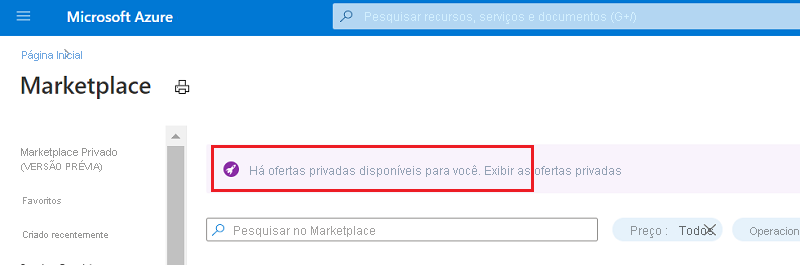 Microsoft Azure
Pesquisar recursos, serviços e documentos (G+/)
Página Inicial
Marketplace
Marketplace Privado
(VERSÃO PRÉVIA)
Favoritos
Criado recentemente
Há ofertas privadas disponíveis para você. Exibir as ofertas privadas
Pesquisar no Marketplace
Preço : Todos
Operacion